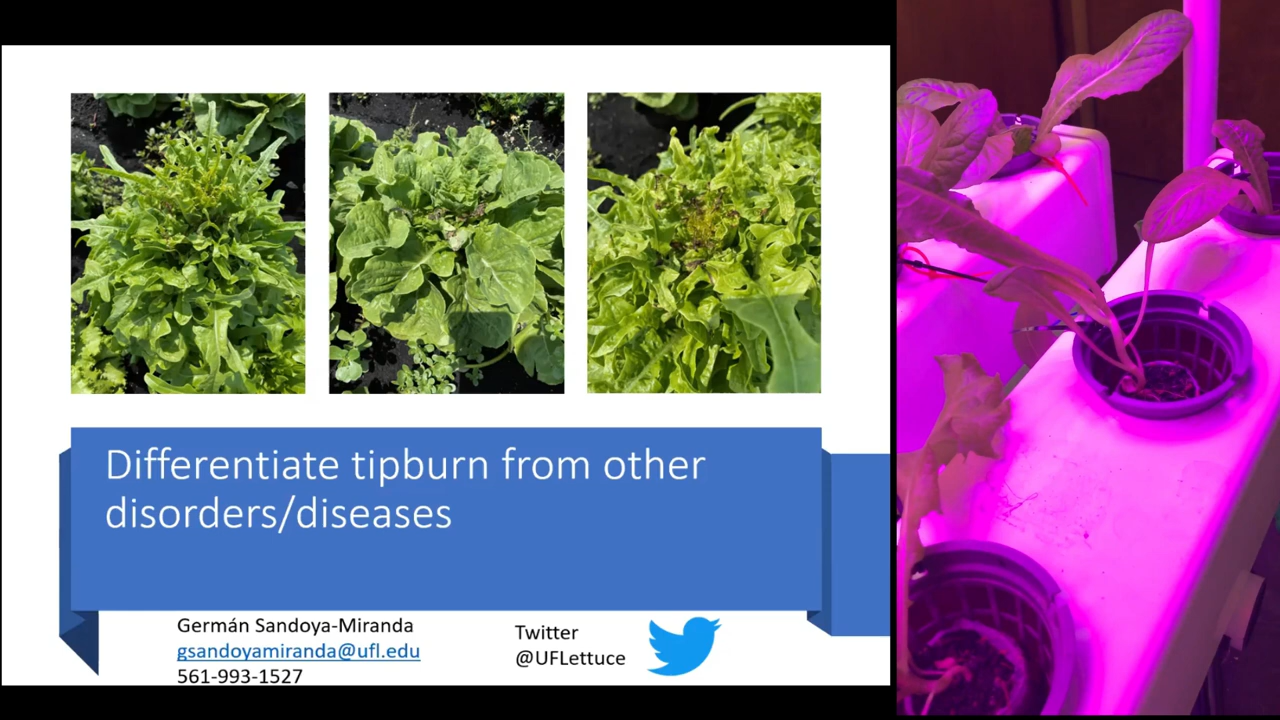 Differentiate tipburn from other
disorders/diseases
Germán Sandoya-Miranda
gsandoyamiranda@ufl.edu
561-993-1527
Twitter
@UFLettuce